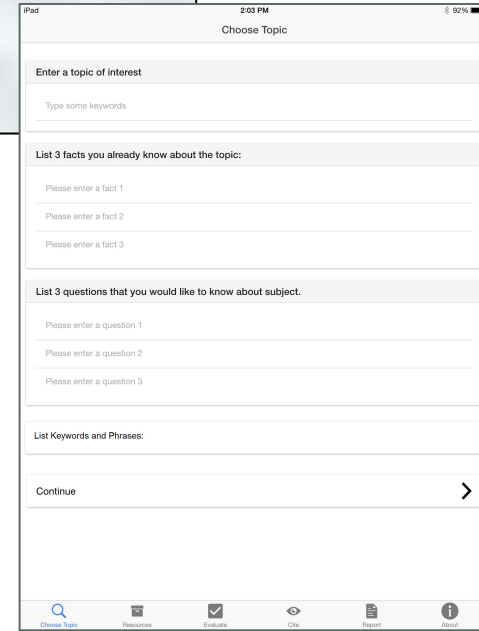 iPad 2:03 PM 92%
Choose Topic
Enter a topic of interest
Type some keywords
List 3 facts you already know about the topic:
Please enter a fact 1
Please enter a fact 2
Please enter a fact 3
List 3 questions that you would like to know about subject.
Please enter a question 1
Please enter a question 2
Please enter a question 3
List Keywords and Phrases:
Continue
Choose Topic Resources Evaluate Cite Report About